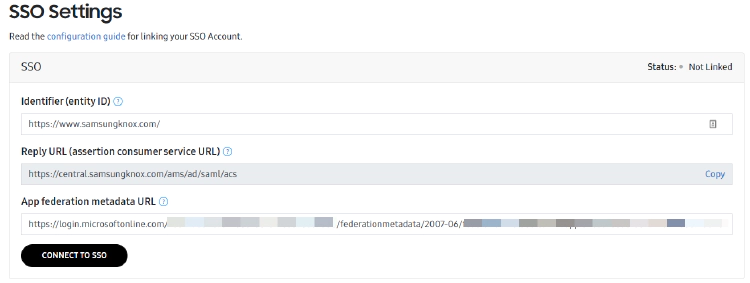 SSO Settings
Read the configuration guide for linking your SSO Account.
SSO Status: Not Linked
Identifier (entity ID) ?
https://www.samsungknox.com/
Reply URL (assertion consumer service URL) ?
https://central.samsungknox.com/ams/ad/saml/acs Copy
App federation metadata URL ?
https://login.microsoftonline.com/ /federationmetadata/2007-06/
CONNECT TO SSO